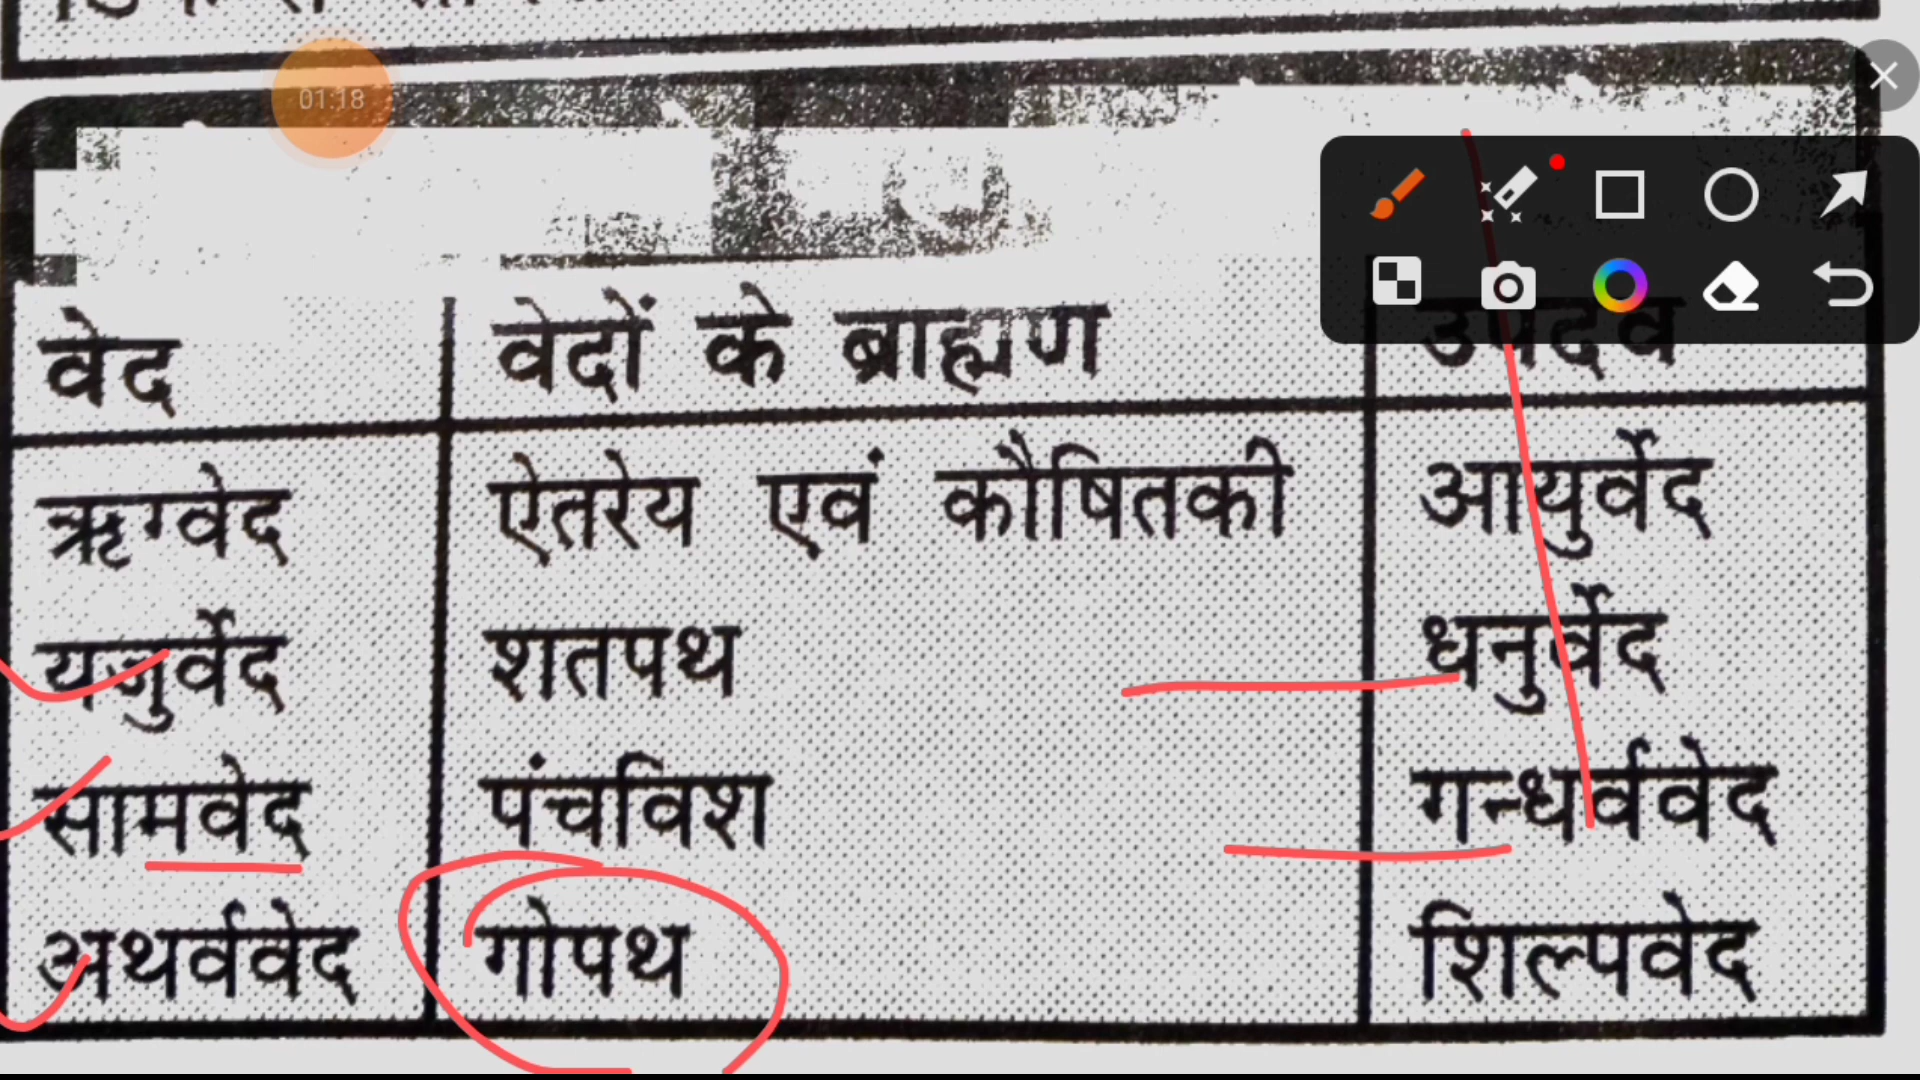 01:18
वेद वेदों के ब्राह्मण उपवेद
ऋग्वेद ऐतरेय एवं कौषितकी आयुर्वेद
यजुर्वेद शतपथ धनुर्वेद
सामवेद पंचविश गन्धर्ववेद
अथर्ववेद गोपथ शिल्पवेद